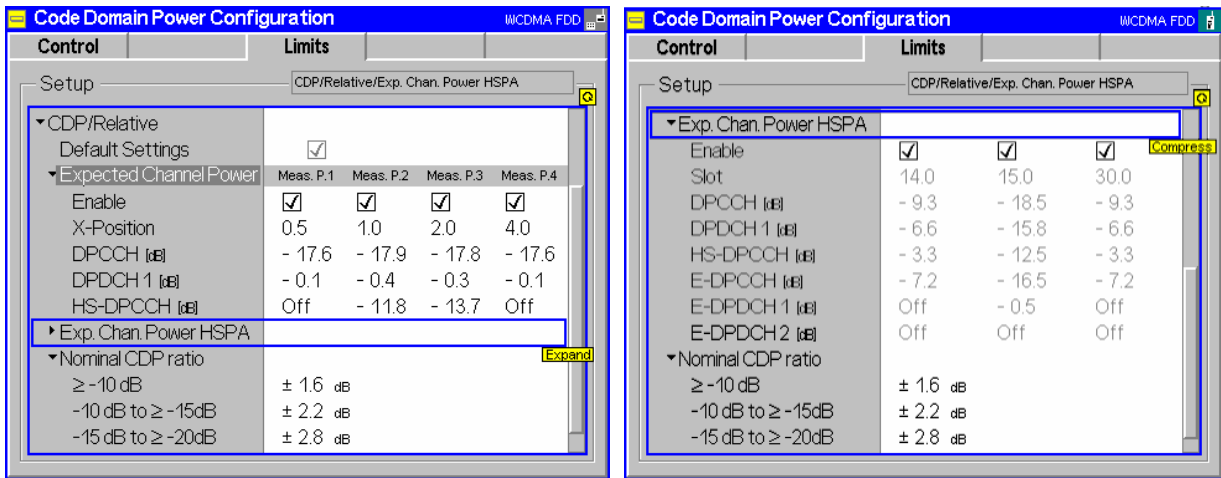 Code Domain Power Configuration WCDMA FDD
Control Limits
Setup CDP/Relative/Exp. Chan. Power HSPA
CDP/Relative
Default Settings
Expected Channel Power Meas. P.1 Meas. P.2 Meas. P.3 Meas. P.4
Enable
X-Position 0.5 1.0 2.0 4.0
DPCCH [dB] - 17.6 - 17.9 - 17.8 - 17.6
DPDCH 1 [dB] - 0.1 - 0.4 - 0.3 - 0.1
HS-DPCCH [dB] Off - 11.8 - 13.7 Off
Exp. Chan. Power HSPA
Expand
Nominal CDP ratio
≥ -10 dB ± 1.6 dB
-10 dB to ≥ -15dB ± 2.2 dB
-15 dB to ≥ -20dB ± 2.8 dB
Code Domain Power Configuration WCDMA FDD
Control Limits
Setup CDP/Relative/Exp. Chan. Power HSPA
Exp. Chan. Power HSPA
Compress
Enable
Slot 14.0 15.0 30.0
DPCCH [dB] - 9.3 - 18.5 - 9.3
DPDCH 1 [dB] - 6.6 - 15.8 - 6.6
HS-DPCCH [dB] - 3.3 - 12.5 - 3.3
E-DPCCH [dB] - 7.2 - 16.5 - 7.2
E-DPDCH 1 [dB] Off - 0.5 Off
E-DPDCH 2 [dB] Off Off Off
Nominal CDP ratio
≥ -10 dB ± 1.6 dB
-10 dB to ≥ -15dB ± 2.2 dB
-15 dB to ≥ -20dB ± 2.8 dB